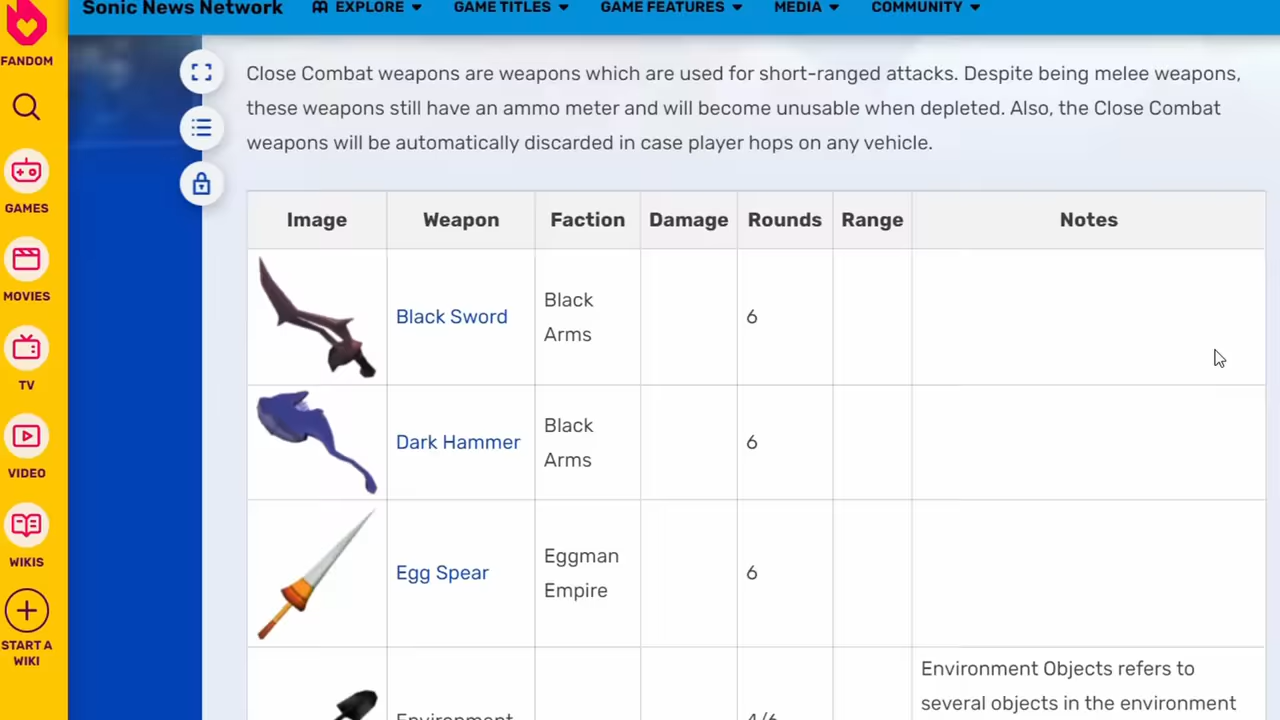 Sonic News Network
EXPLORE
GAME TITLES
GAME FEATURES
MEDIA
COMMUNITY
FANDOM
GAMES
MOVIES
TV
VIDEO
WIKIS
START A
WIKI
Close Combat weapons are weapons which are used for short-ranged attacks. Despite being melee weapons,
these weapons still have an ammo meter and will become unusable when depleted. Also, the Close Combat
weapons will be automatically discarded in case player hops on any vehicle.
Image Weapon Faction Damage Rounds Range Notes
Black Sword
Black
Arms
6
Dark Hammer
Black
Arms
6
Egg Spear
Eggman
Empire
6
Environment
4/6
Environment Objects refers to
several objects in the environment